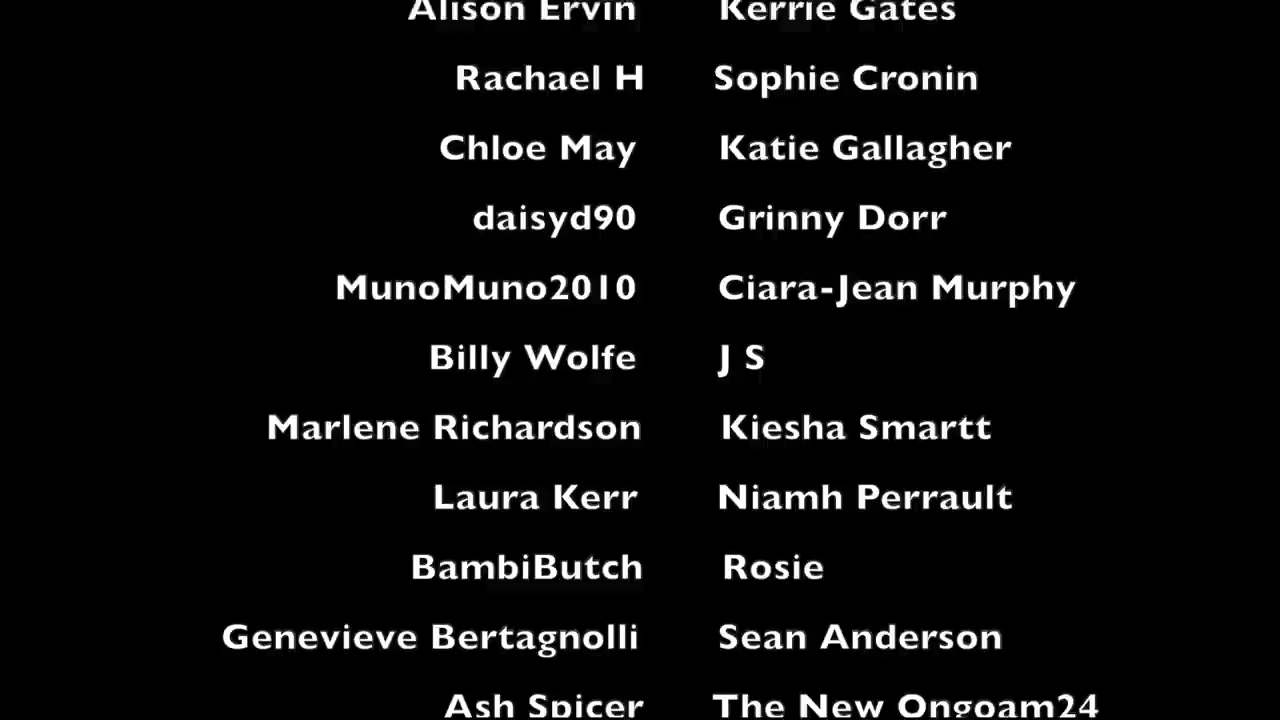 Alison Ervin Kerrie Gates
Rachael H Sophie Cronin
Chloe May Katie Gallagher
daisyd90 Grinny Dorr
MunoMuno2010 Ciara-Jean Murphy
Billy Wolfe J S
Marlene Richardson Kiesha Smartt
Laura Kerr Niamh Perrault
BambiButch Rosie
Genevieve Bertagnolli Sean Anderson
Ash Spicer The New Ongoam24